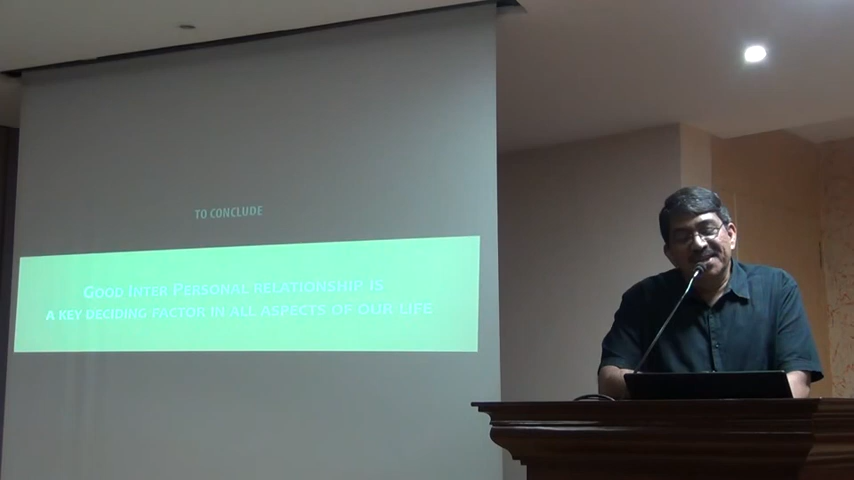 TO CONCLUDE
GOOD INTER PERSONAL RELATIONSHIP IS
A KEY DECIDING FACTOR IN ALL ASPECTS OF OUR LIFE